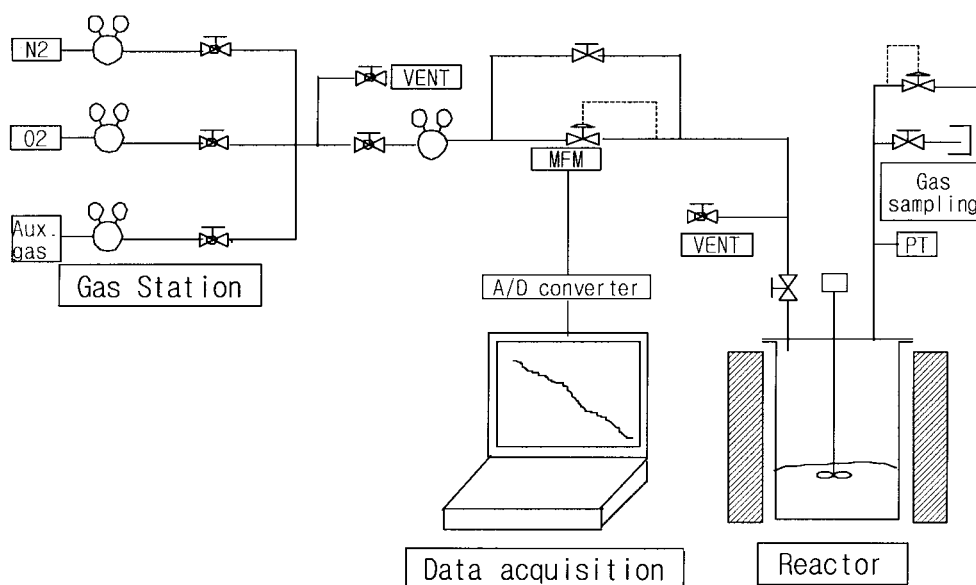 N2
VENT
O2
MFM
Gas
sampling
Aux.
gas
VENT
PT
Gas Station
A/D converter
Data acquisition
Reactor